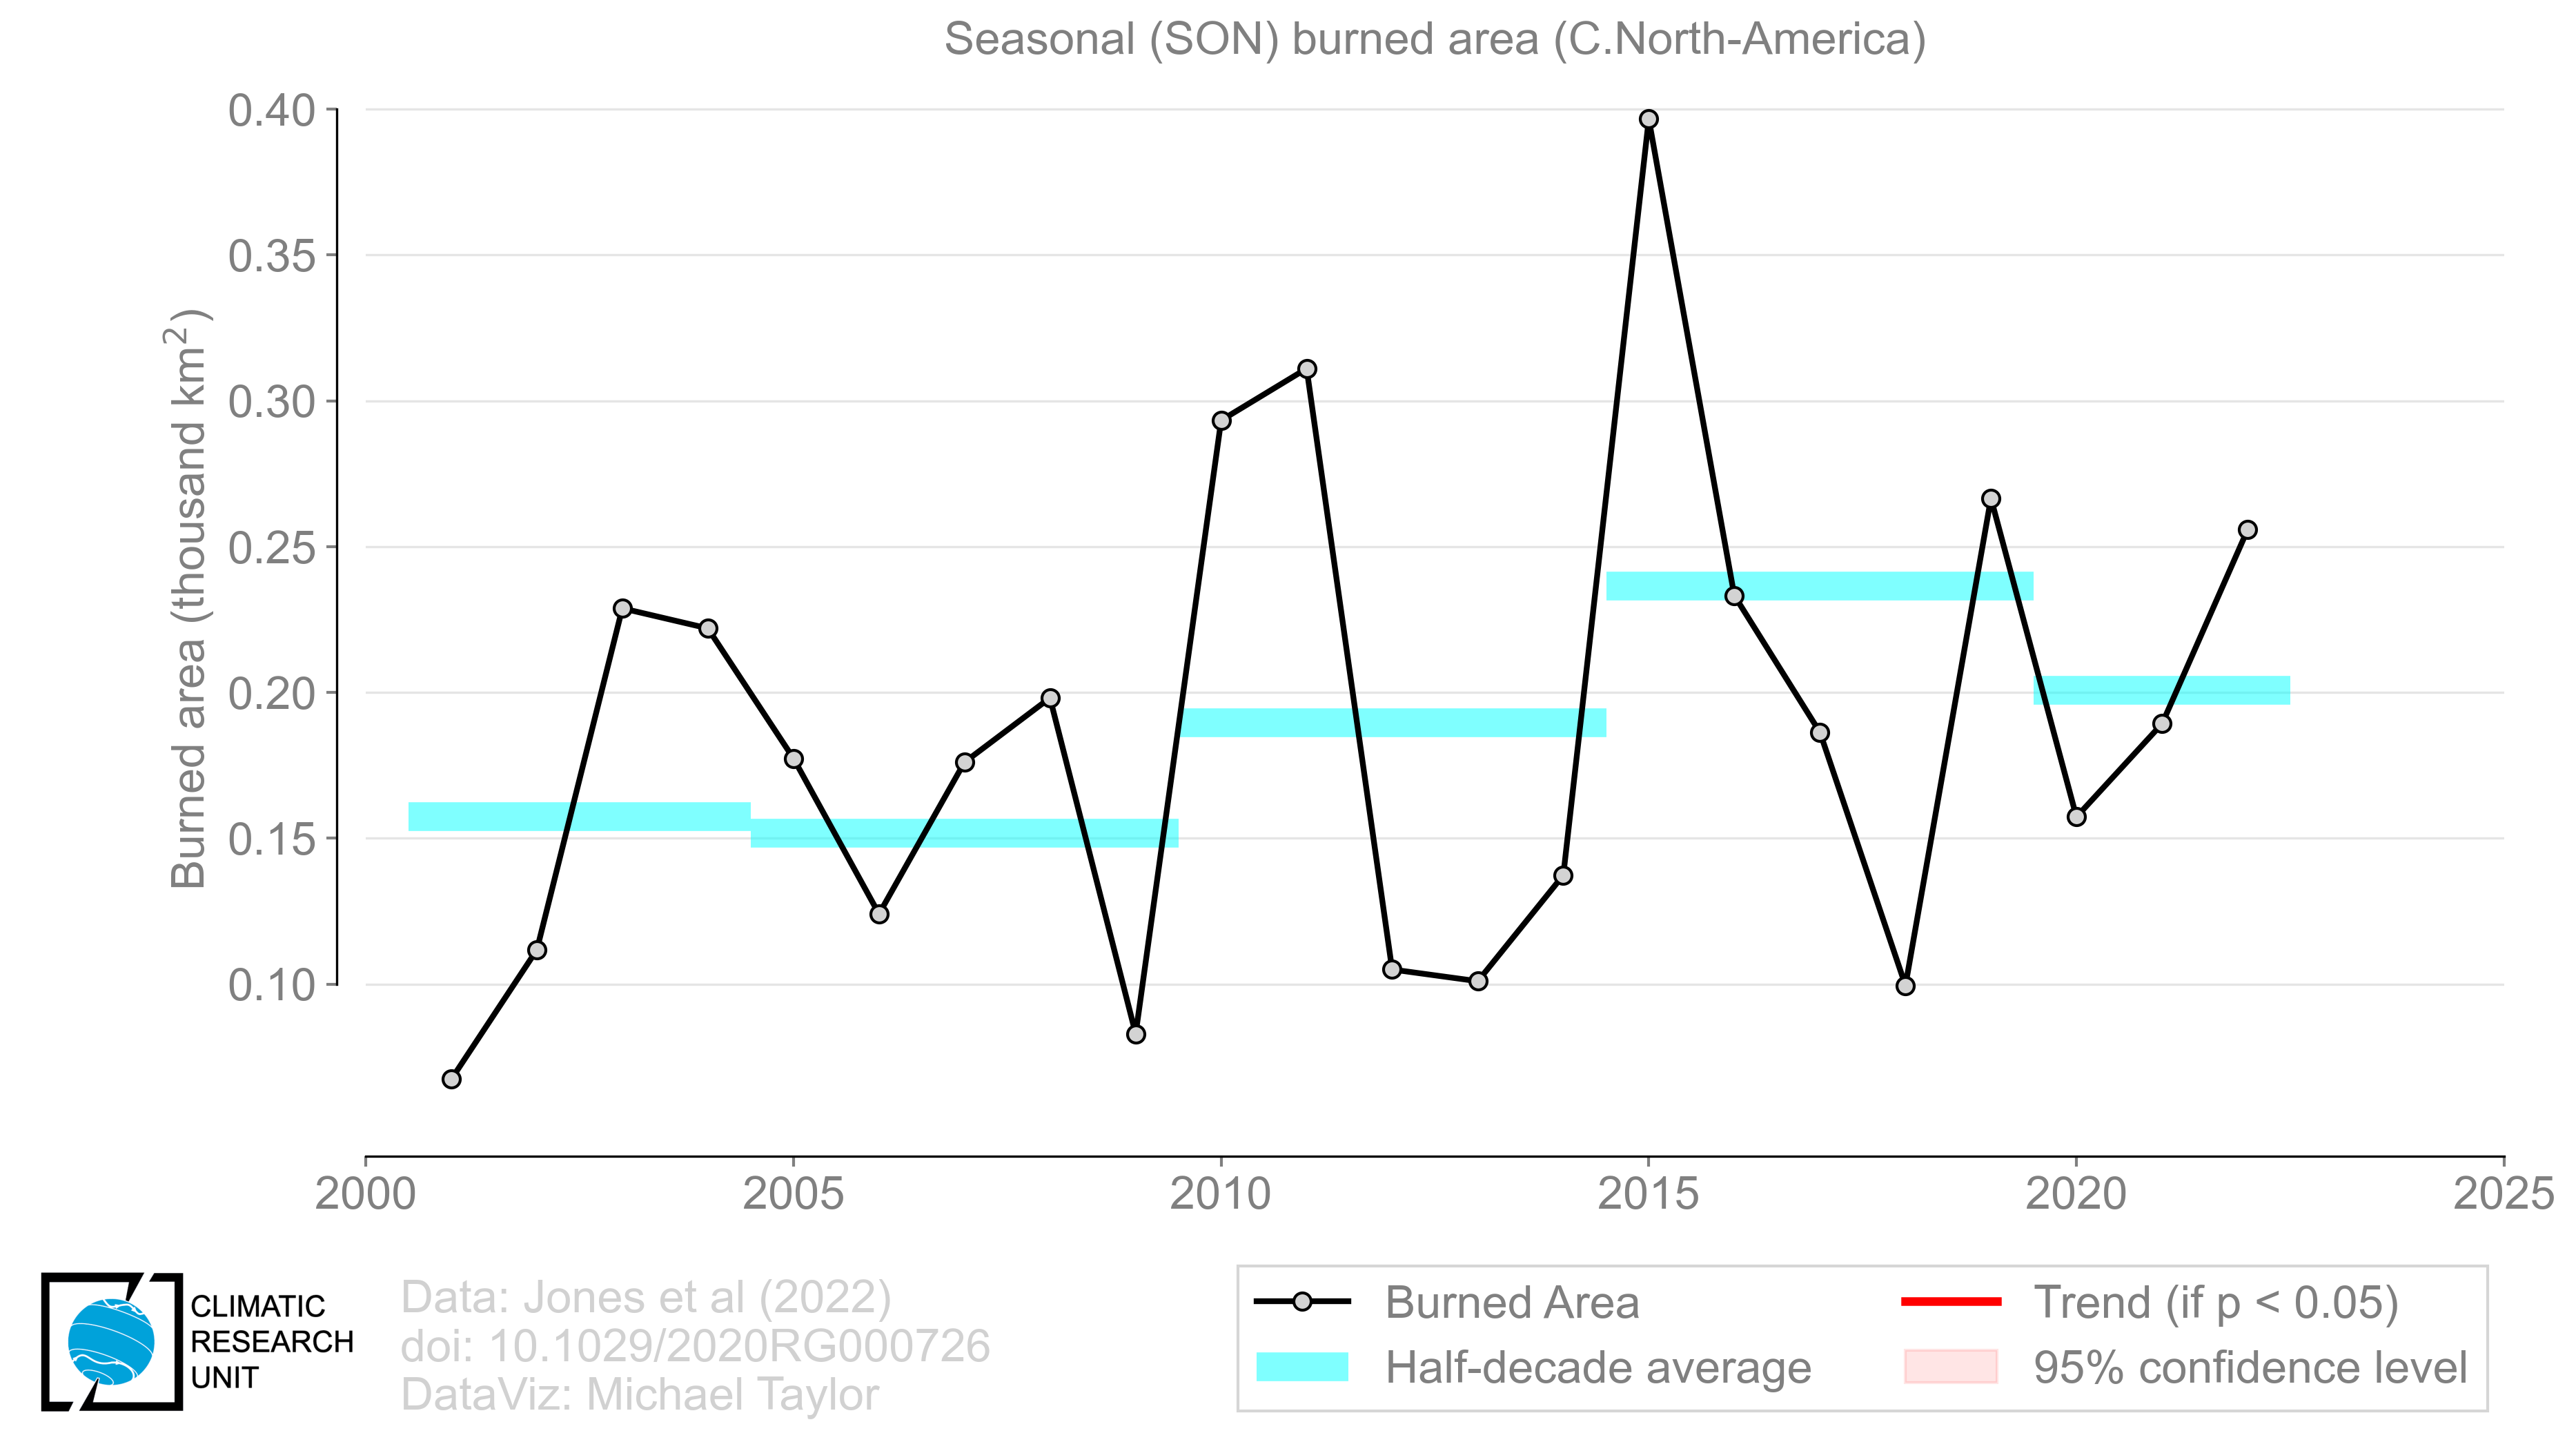 Seasonal (SON) burned area (C.North-America)
Burned area (thousand km²)
0.40
0.35
0.30
0.25
0.20
0.15
0.10
2000 2005 2010 2015 2020 2025
CLIMATIC
RESEARCH
UNIT
Data: Jones et al (2022)
doi: 10.1029/2020RG000726
DataViz: Michael Taylor
Burned Area
Half-decade average
Trend (if p < 0.05)
95% confidence level